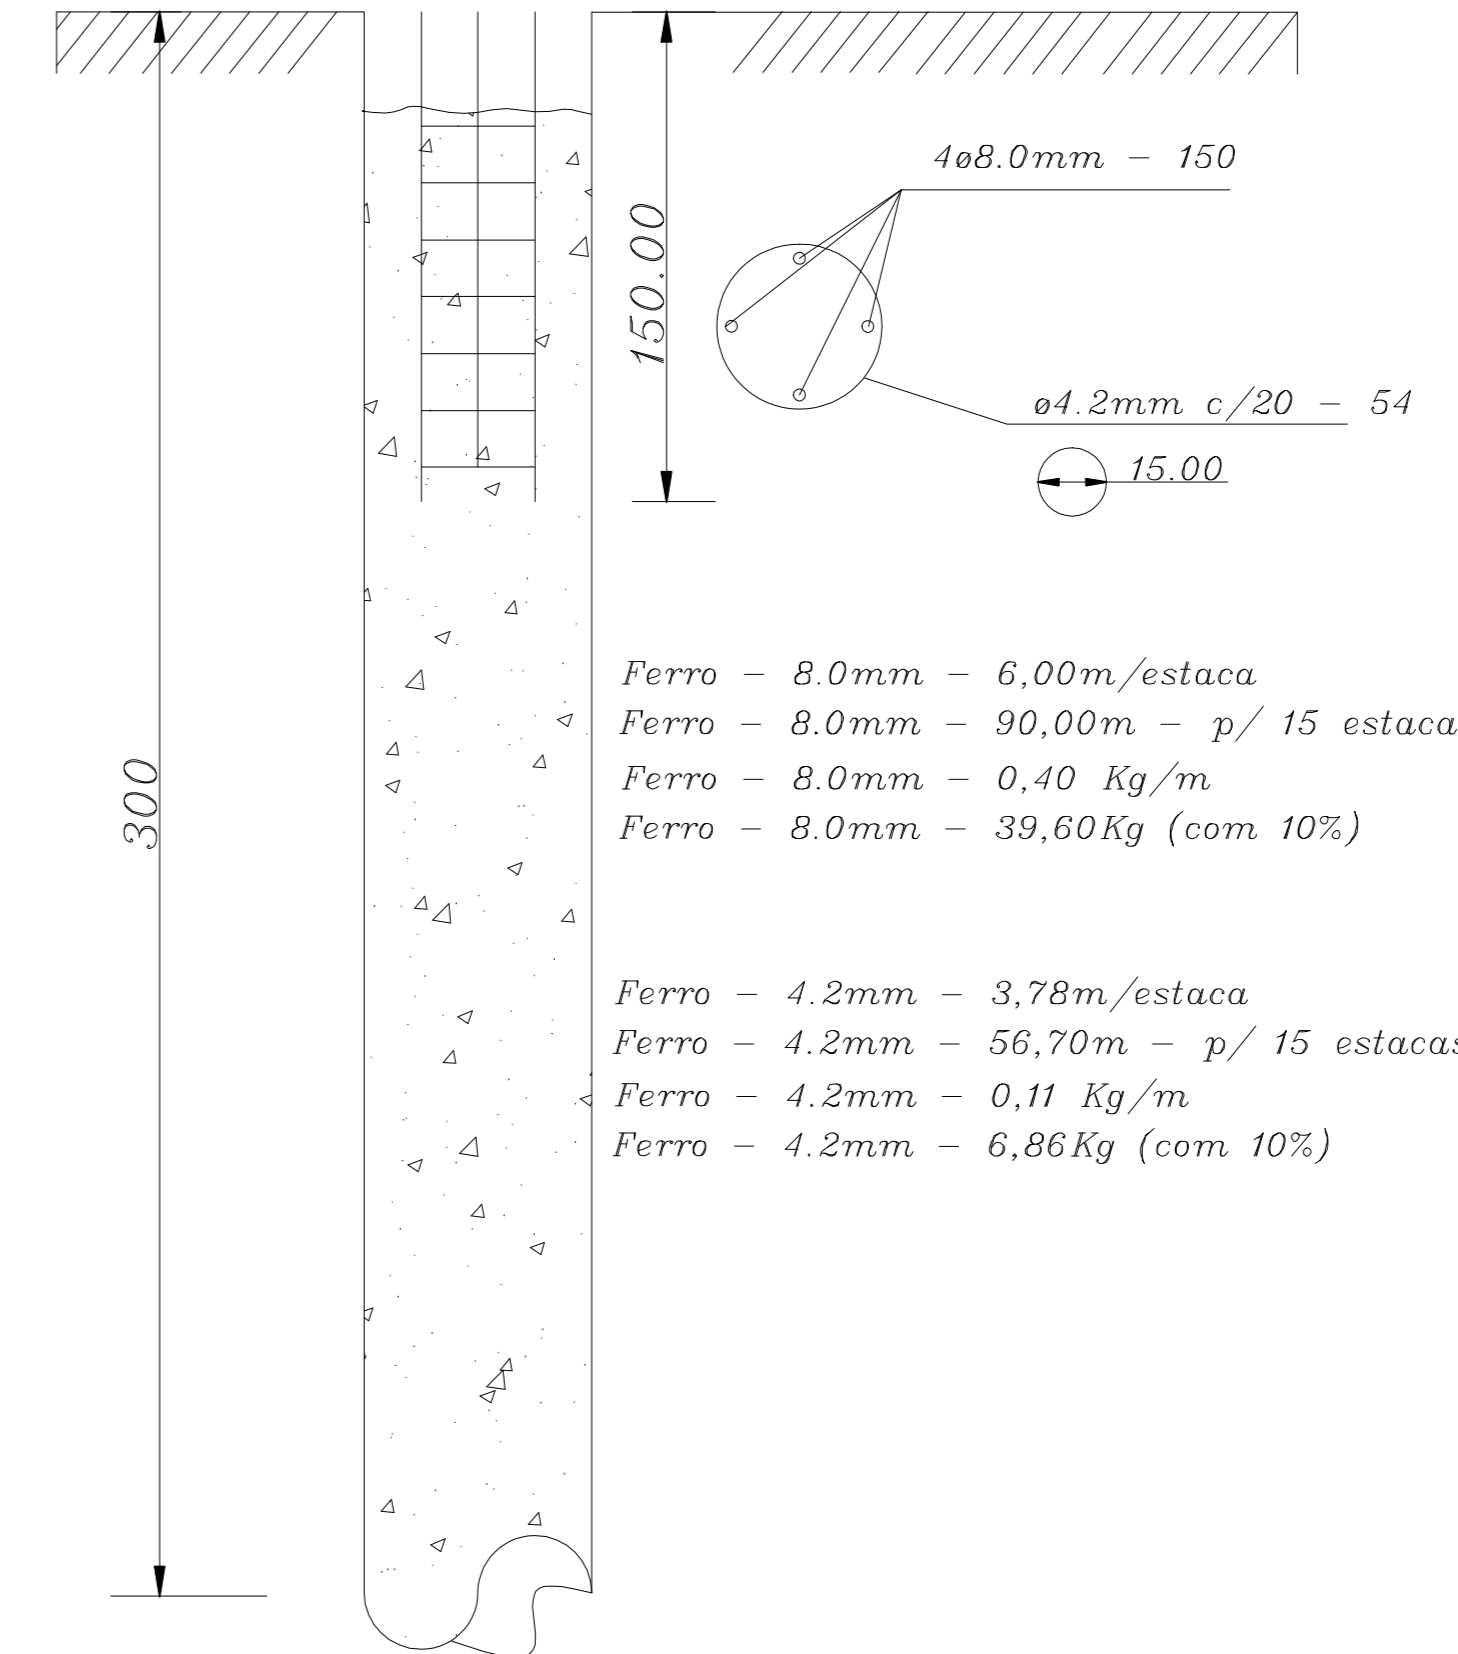 4ø8.0mm - 150
150.00
ø4.2mm c/20 - 54
15.00
Ferro - 8.0mm - 6,00m/estaca
Ferro - 8.0mm - 90,00m - p/ 15 estaca
300
Ferro - 8.0mm - 0,40 Kg/m
Ferro - 8.0mm - 39,60Kg (com 10%)
Ferro - 4.2mm - 3,78m/estaca
Ferro - 4.2mm - 56,70m - p/ 15 estacas
Ferro - 4.2mm - 0,11 Kg/m
Ferro - 4.2mm - 6,86Kg (com 10%)